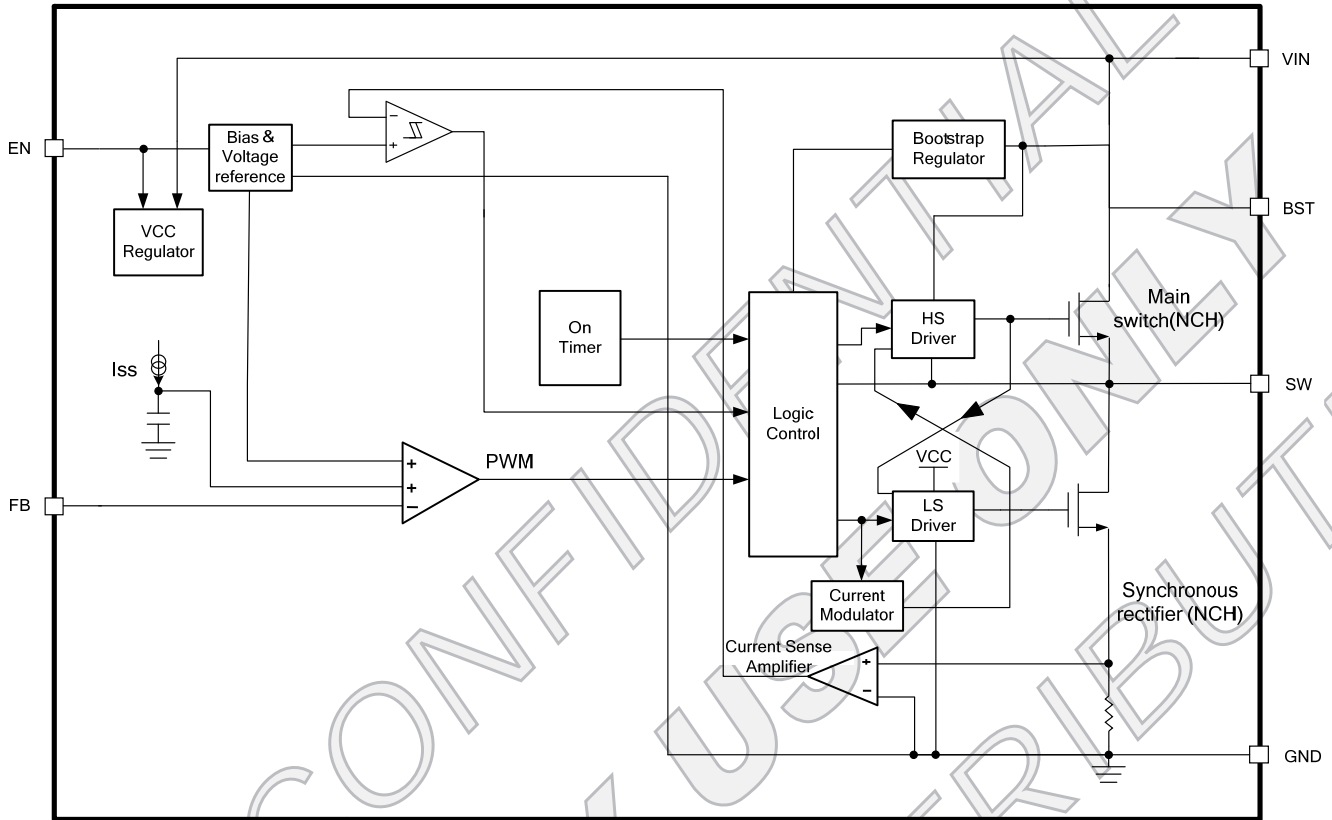 VIN
EN
Bias &
Voltage
reference
−
+
Bootstrap
Regulator
BST
VCC
Regulator
Main
switch(NCH)
On
Timer
HS
Driver
Iss
SW
Logic
Control
VCC
PWM
+
+
−
FB
LS
Driver
Synchronous
rectifier (NCH)
Current
Modulator
Current Sense
Amplifier
+
−
GND
CONFIDENTIAL
USE ONLY